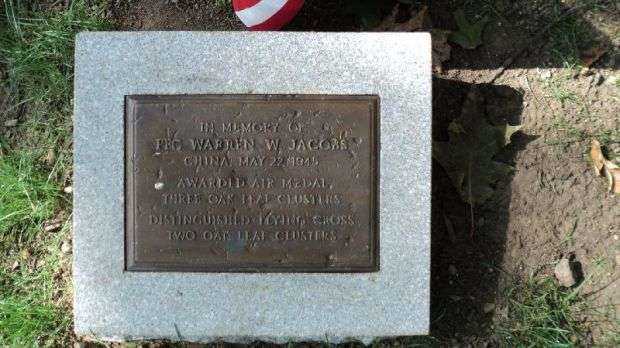 IN MEMORY OF
PFC WARREN W. JACOBS
CHINA MAY 22, 1945
AWARDED AIR MEDAL
THREE OAK LEAF CLUSTERS
DISTINGUISHED FLYING CROSS
TWO OAK LEAF CLUSTERS